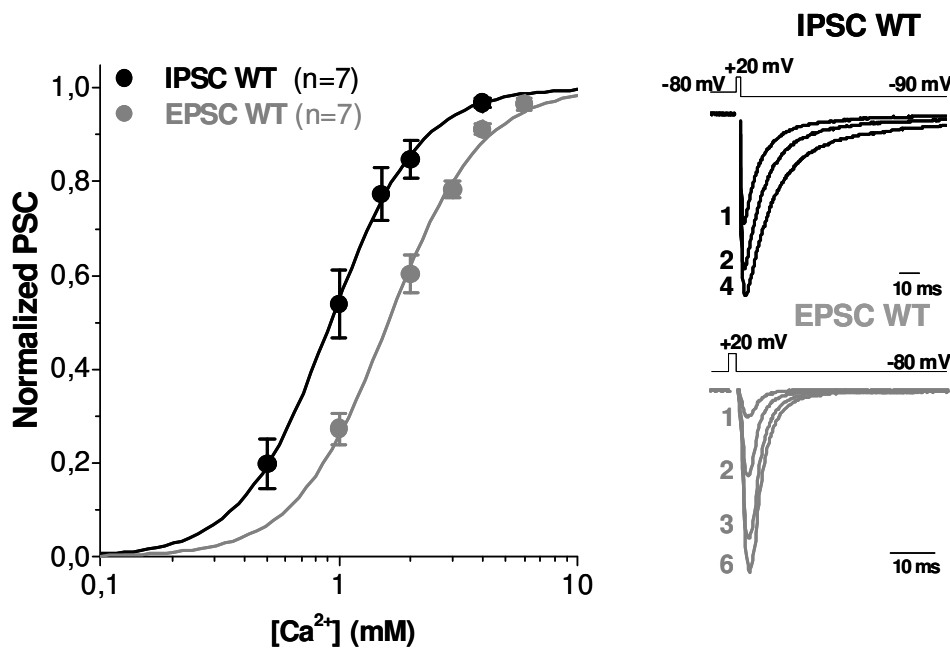 IPSC WT (n=7)
EPSC WT (n=7)
Normalized PSC
1,0
0,8
0,6
0,4
0,2
0,0
0,1
1
10
[Ca²⁺] (mM)
IPSC WT
+20 mV
-80 mV
-90 mV
1
2
4
10 ms
EPSC WT
+20 mV
-80 mV
1
2
3
6
10 ms